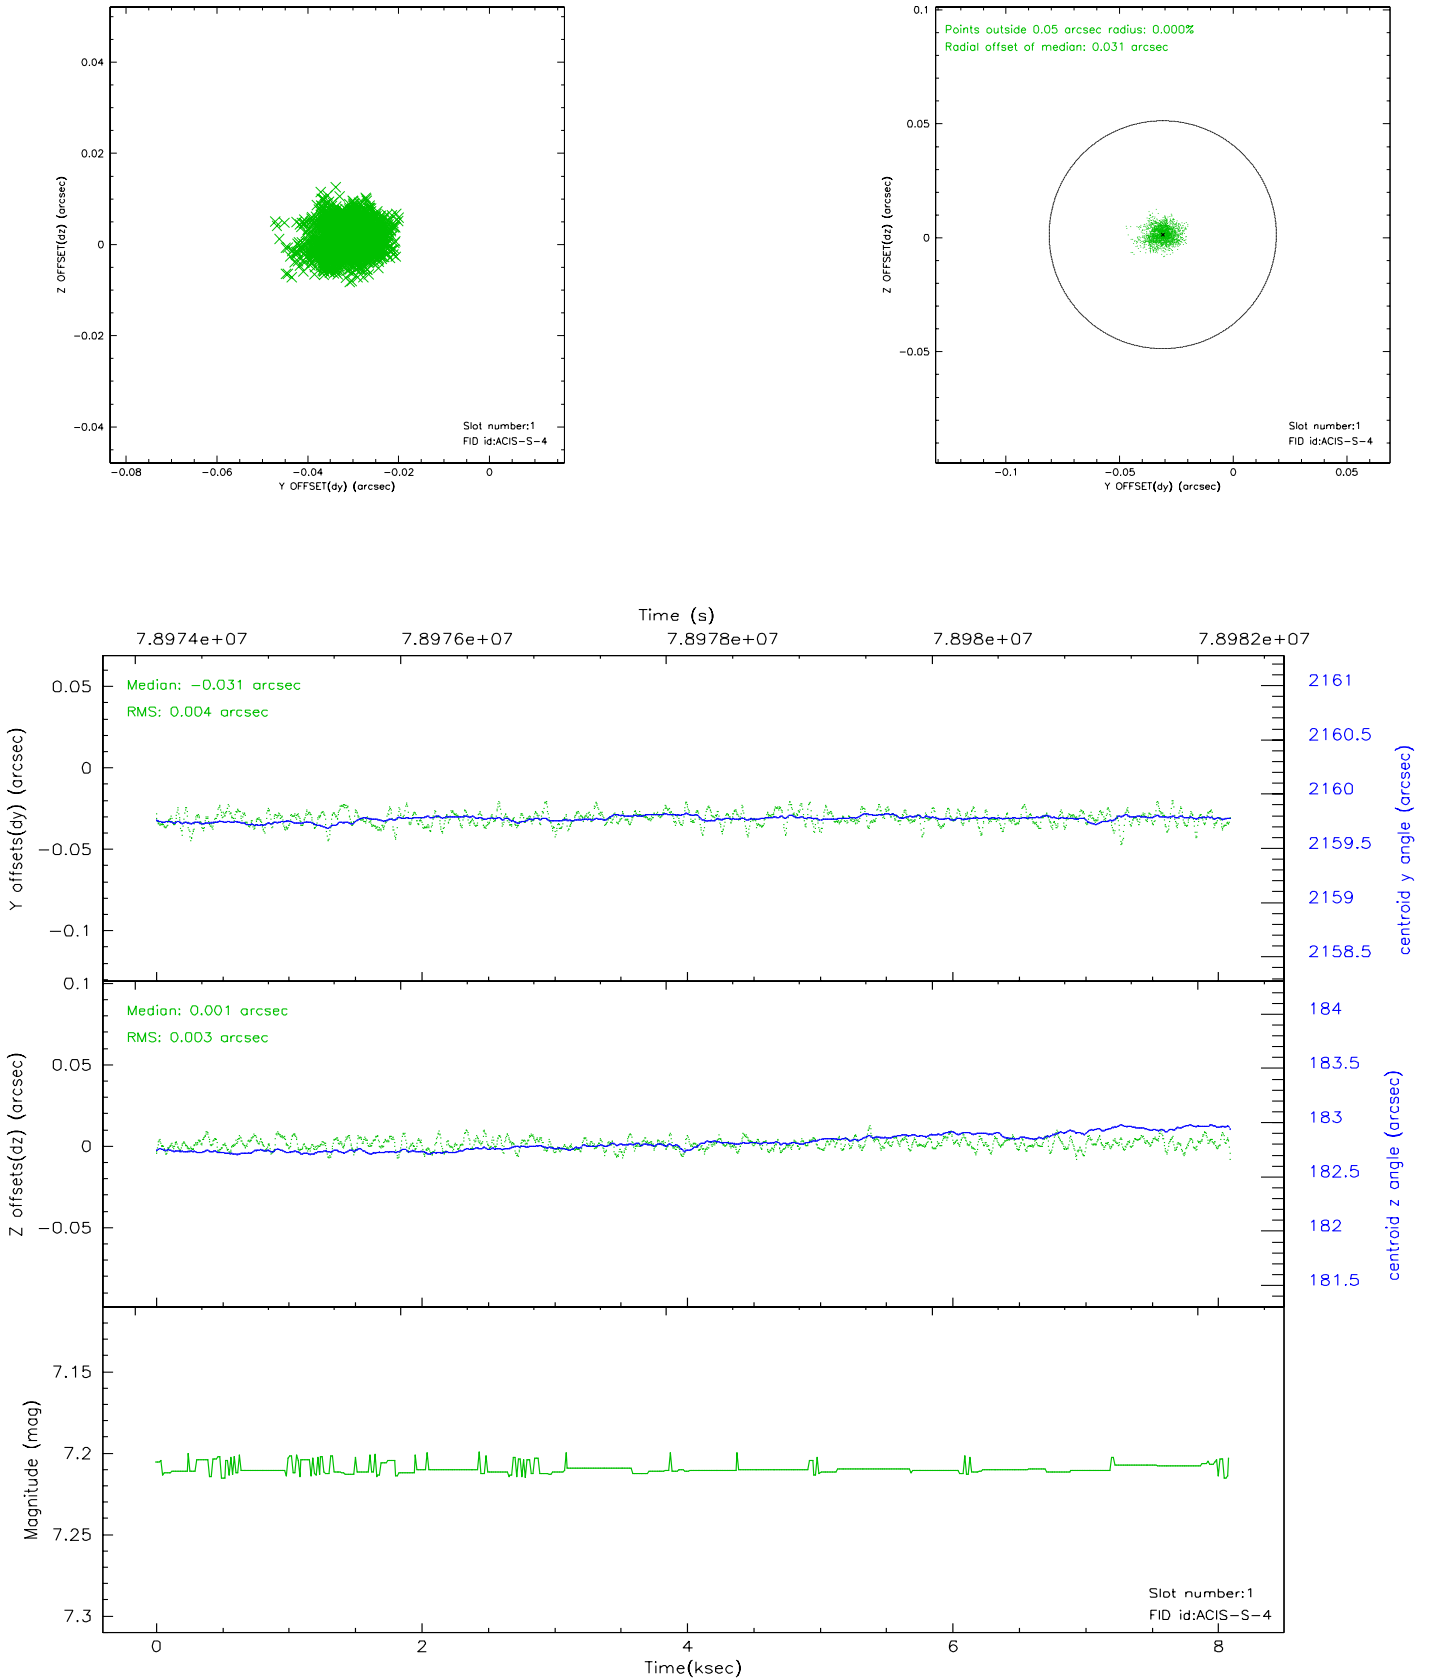 0.04
0.02
0
−0.02
−0.04
Z OFFSET(dz) (arcsec)
Slot number:1
FID id:ACIS−S−4
−0.08
−0.06
−0.04
−0.02
0
Y OFFSET(dy) (arcsec)
0.1
0.05
0
−0.05
Z OFFSET(dz) (arcsec)
Points outside 0.05 arcsec radius: 0.000%
Radial offset of median: 0.031 arcsec
Slot number:1
FID id:ACIS−S−4
−0.1
−0.05
0
0.05
Y OFFSET(dy) (arcsec)
Time (s)
7.8974e+07
7.8976e+07
7.8978e+07
7.898e+07
7.8982e+07
0.05
0
−0.05
−0.1
Y offsets(dy) (arcsec)
Median: −0.031 arcsec
RMS: 0.004 arcsec
2161
2160.5
2160
2159.5
2159
2158.5
centroid y angle (arcsec)
0.1
0.05
0
−0.05
Z offsets(dz) (arcsec)
Median: 0.001 arcsec
RMS: 0.003 arcsec
184
183.5
183
182.5
182
181.5
centroid z angle (arcsec)
7.15
7.2
7.25
7.3
Magnitude (mag)
Slot number:1
FID id:ACIS−S−4
0
2
4
6
8
Time(ksec)